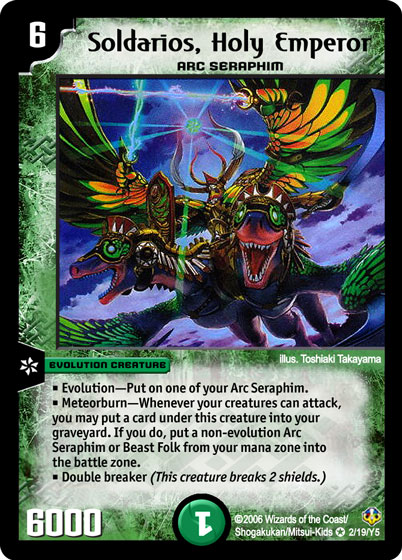 6
Soldarios, Holy Emperor
ARC SERAPHIM
illus. Toshiaki Takayama
EVOLUTION CREATURE
▪ Evolution—Put on one of your Arc Seraphim.
▪ Meteorburn—Whenever your creatures can attack,
you may put a card under this creature into your
graveyard. If you do, put a non-evolution Arc
Seraphim or Beast Folk from your mana zone into
the battle zone.
▪ Double breaker (This creature breaks 2 shields.)
6000
1
©2006 Wizards of the Coast/
Shogakukan/Mitsui-Kids ✪ 2/19/Y5